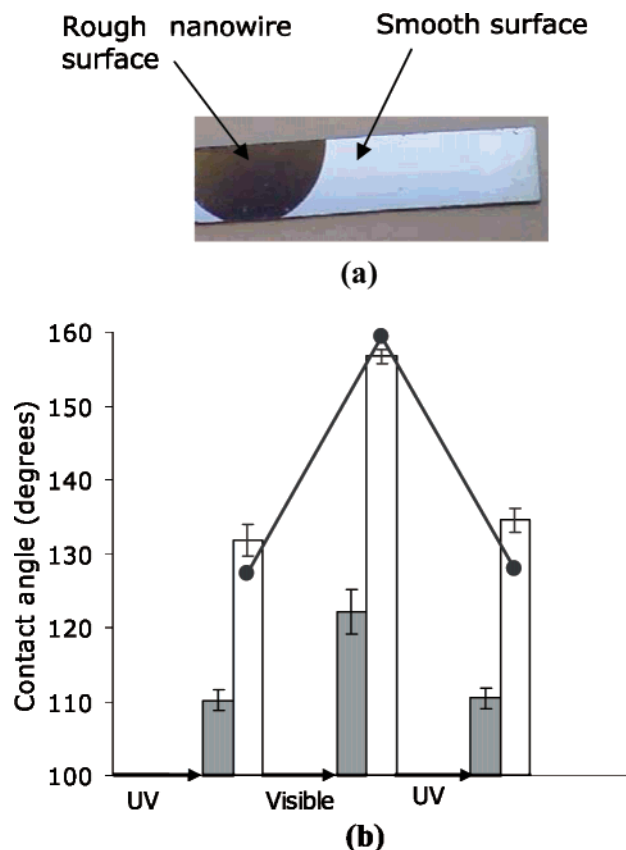 Rough nanowire
surface
Smooth surface
(a)
160
150
140
130
120
110
100
Contact angle (degrees)
UV
Visible
UV
(b)